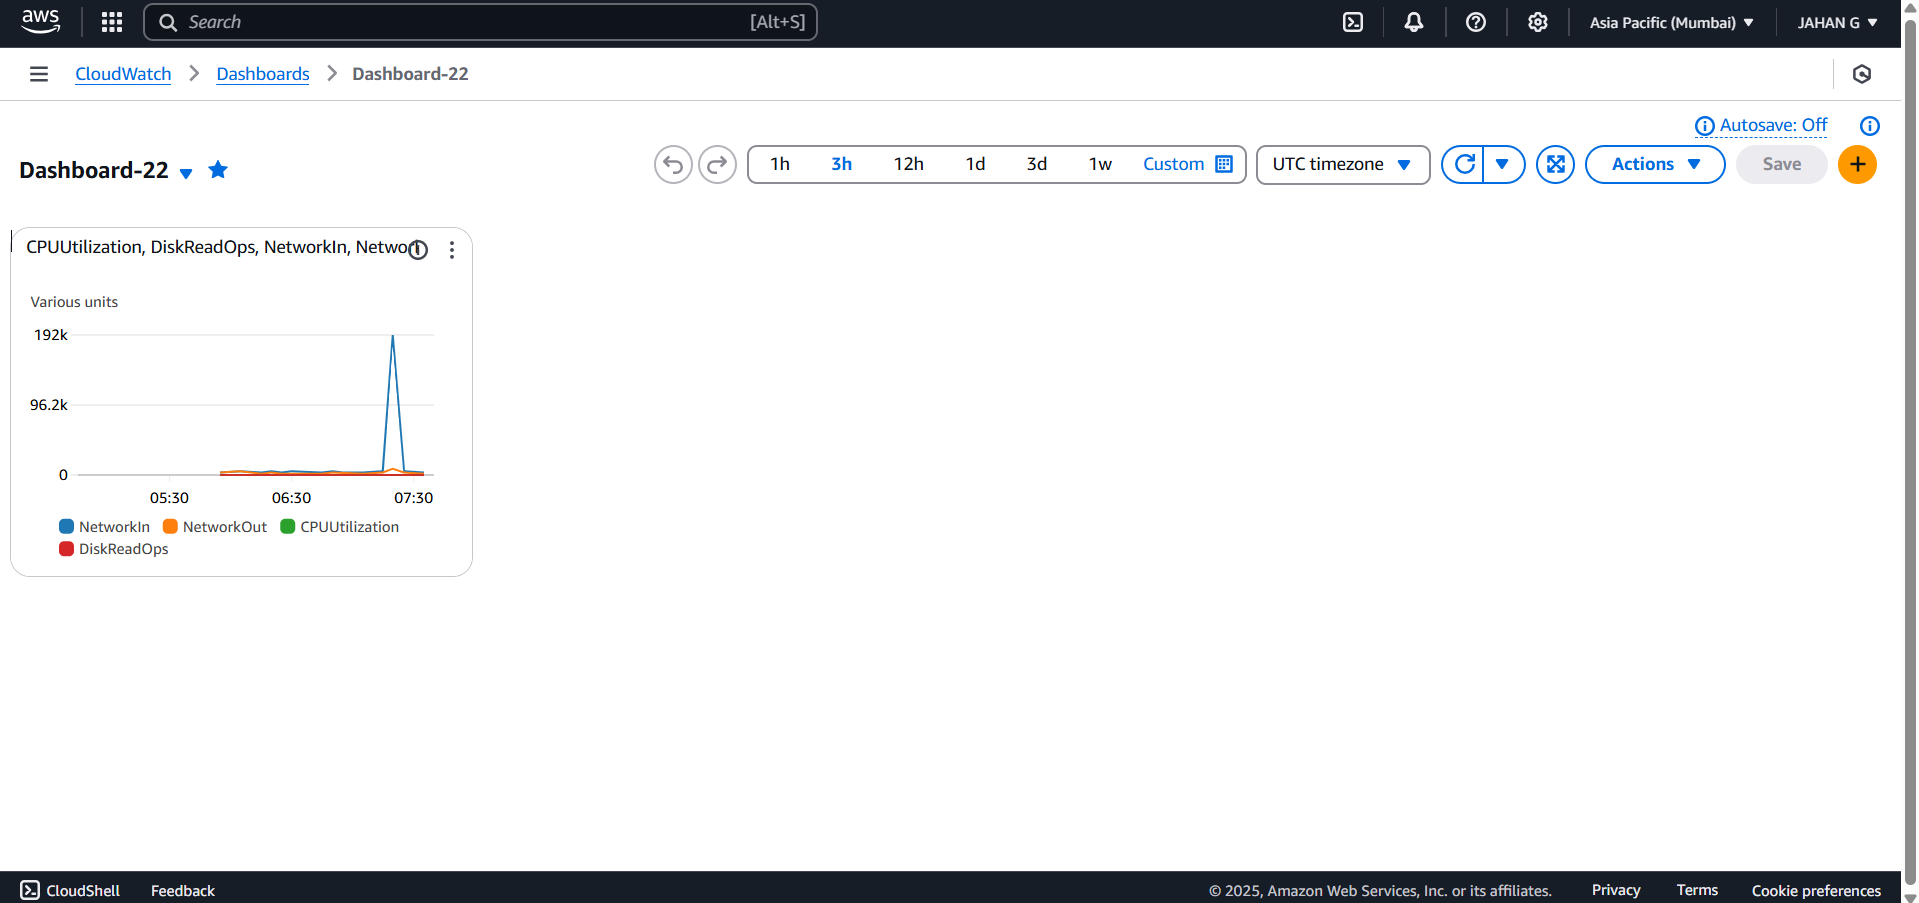 aws Search [Alt+S] Asia Pacific (Mumbai) JAHAN G
CloudWatch Dashboards Dashboard-22
Autosave: Off
Dashboard-22 1h 3h 12h 1d 3d 1w Custom UTC timezone Actions Save
CPUUtilization, DiskReadOps, NetworkIn, Networ
Various units
192k
96.2k
0
05:30 06:30 07:30
NetworkIn NetworkOut CPUUtilization
DiskReadOps
CloudShell Feedback © 2025, Amazon Web Services, Inc. or its affiliates. Privacy Terms Cookie preferences